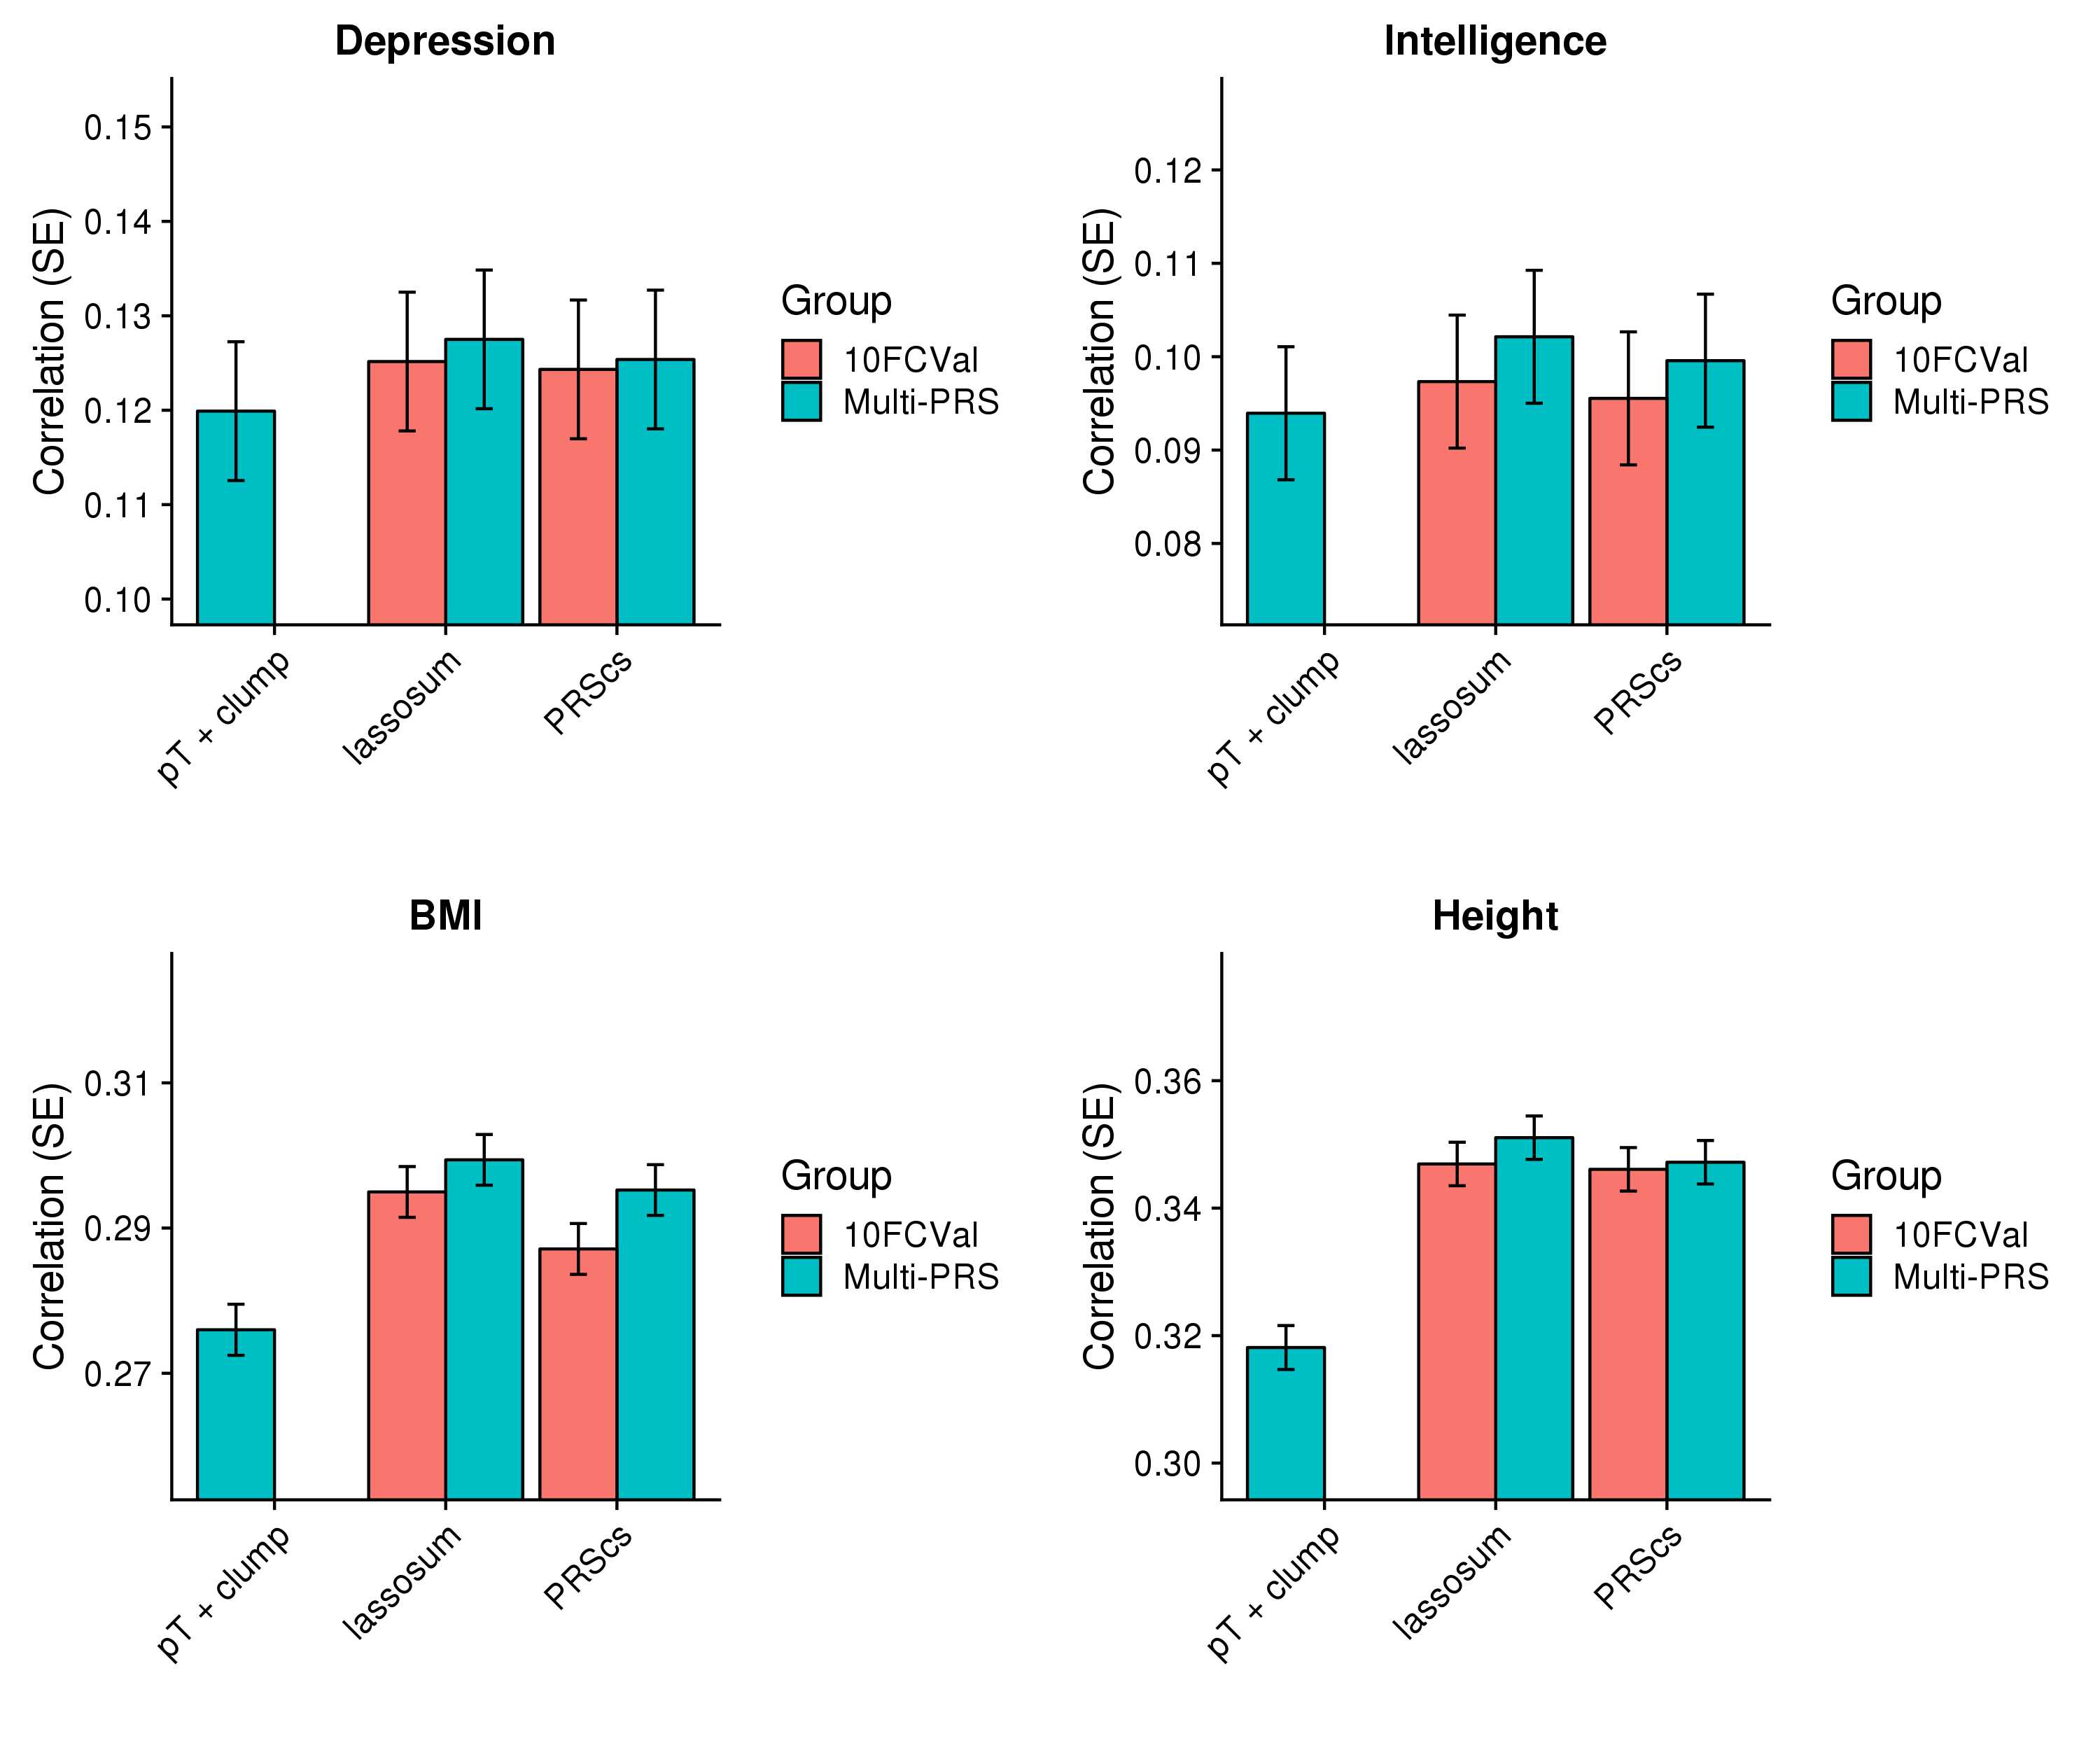 Depression
Correlation (SE)
0.15
0.14
0.13
0.12
0.11
0.10
pT + clump
lassosum
PRScs
Group
10FCVal
Multi-PRS
Intelligence
Correlation (SE)
0.12
0.11
0.10
0.09
0.08
pT + clump
lassosum
PRScs
Group
10FCVal
Multi-PRS
BMI
Correlation (SE)
0.31
0.29
0.27
pT + clump
lassosum
PRScs
Group
10FCVal
Multi-PRS
Height
Correlation (SE)
0.36
0.34
0.32
0.30
pT + clump
lassosum
PRScs
Group
10FCVal
Multi-PRS